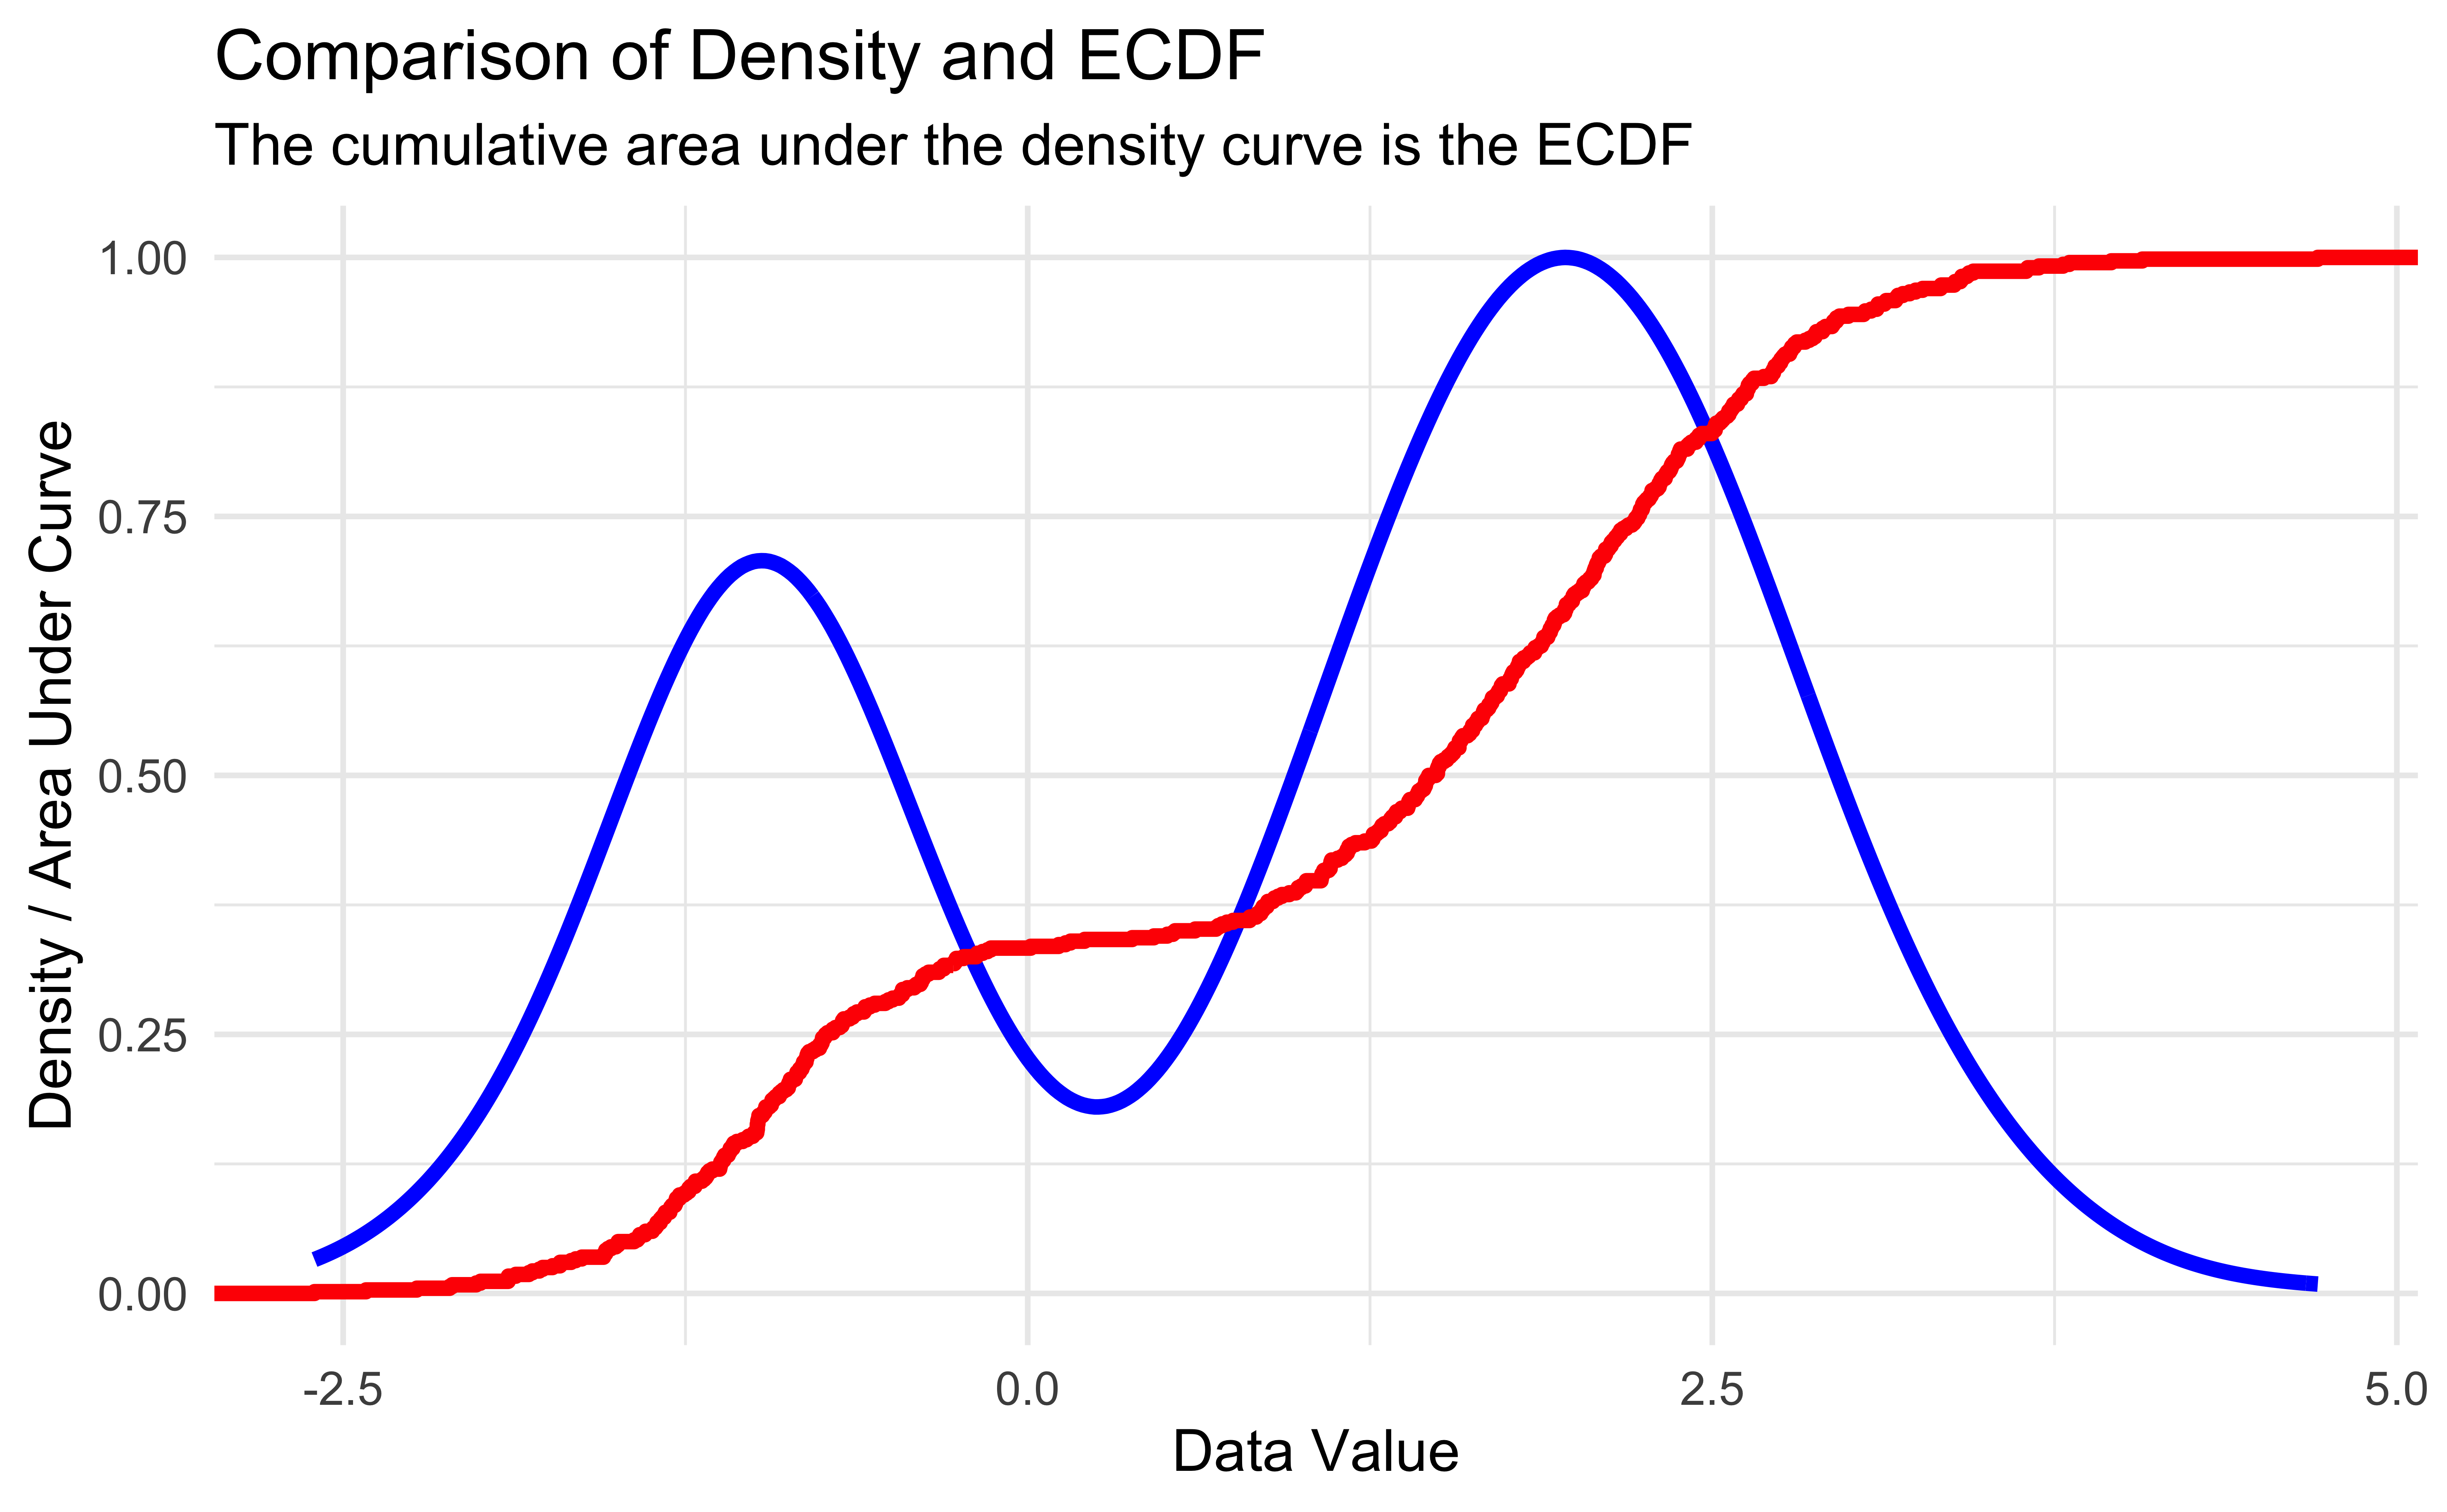 Comparison of Density and ECDF
The cumulative area under the density curve is the ECDF
Density / Area Under Curve
1.00
0.75
0.50
0.25
0.00
-2.5
0.0
2.5
5.0
Data Value